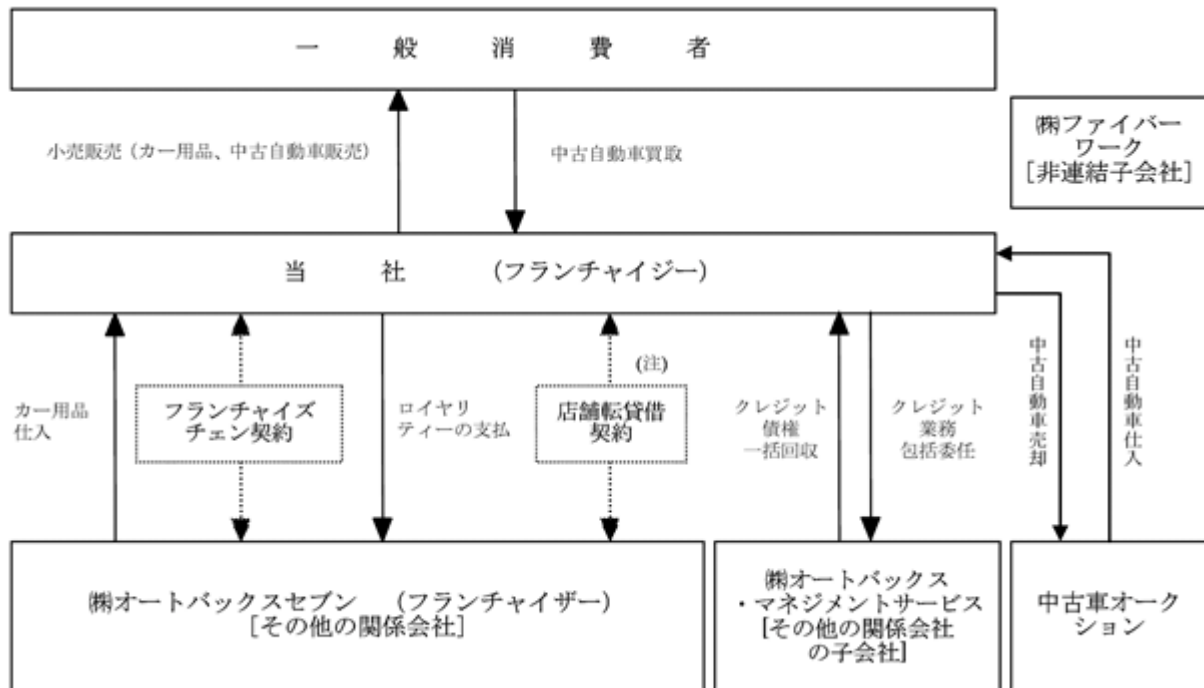 一般消費者
㈱ファイバー
ワーク
[非連結子会社]
小売販売（カー用品、中古自動車販売）
中古自動車買取
当社（フランチャイジー）
カー用品
仕入
フランチャイズ
チェン契約
ロイヤリ
ティーの支払
(注)
店舗転貸借
契約
クレジット
債権
一括回収
クレジット
業務
包括委任
中古自動車売却
中古自動車仕入
㈱オートバックスセブン （フランチャイザー）
［その他の関係会社］
㈱オートバックス
・マネジメントサービス
[その他の関係会社
の子会社]
中古車オーク
ション